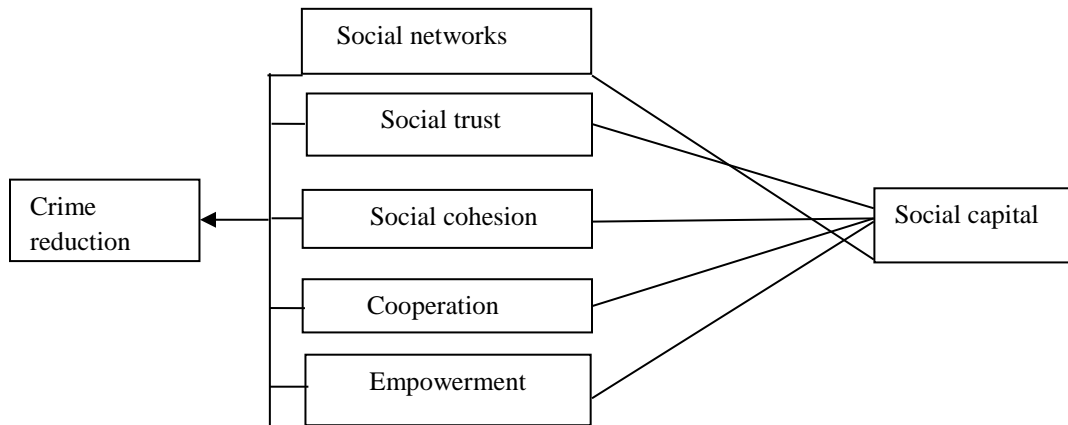 Social networks
Social trust
Crime
reduction
Social cohesion
Social capital
Cooperation
Empowerment